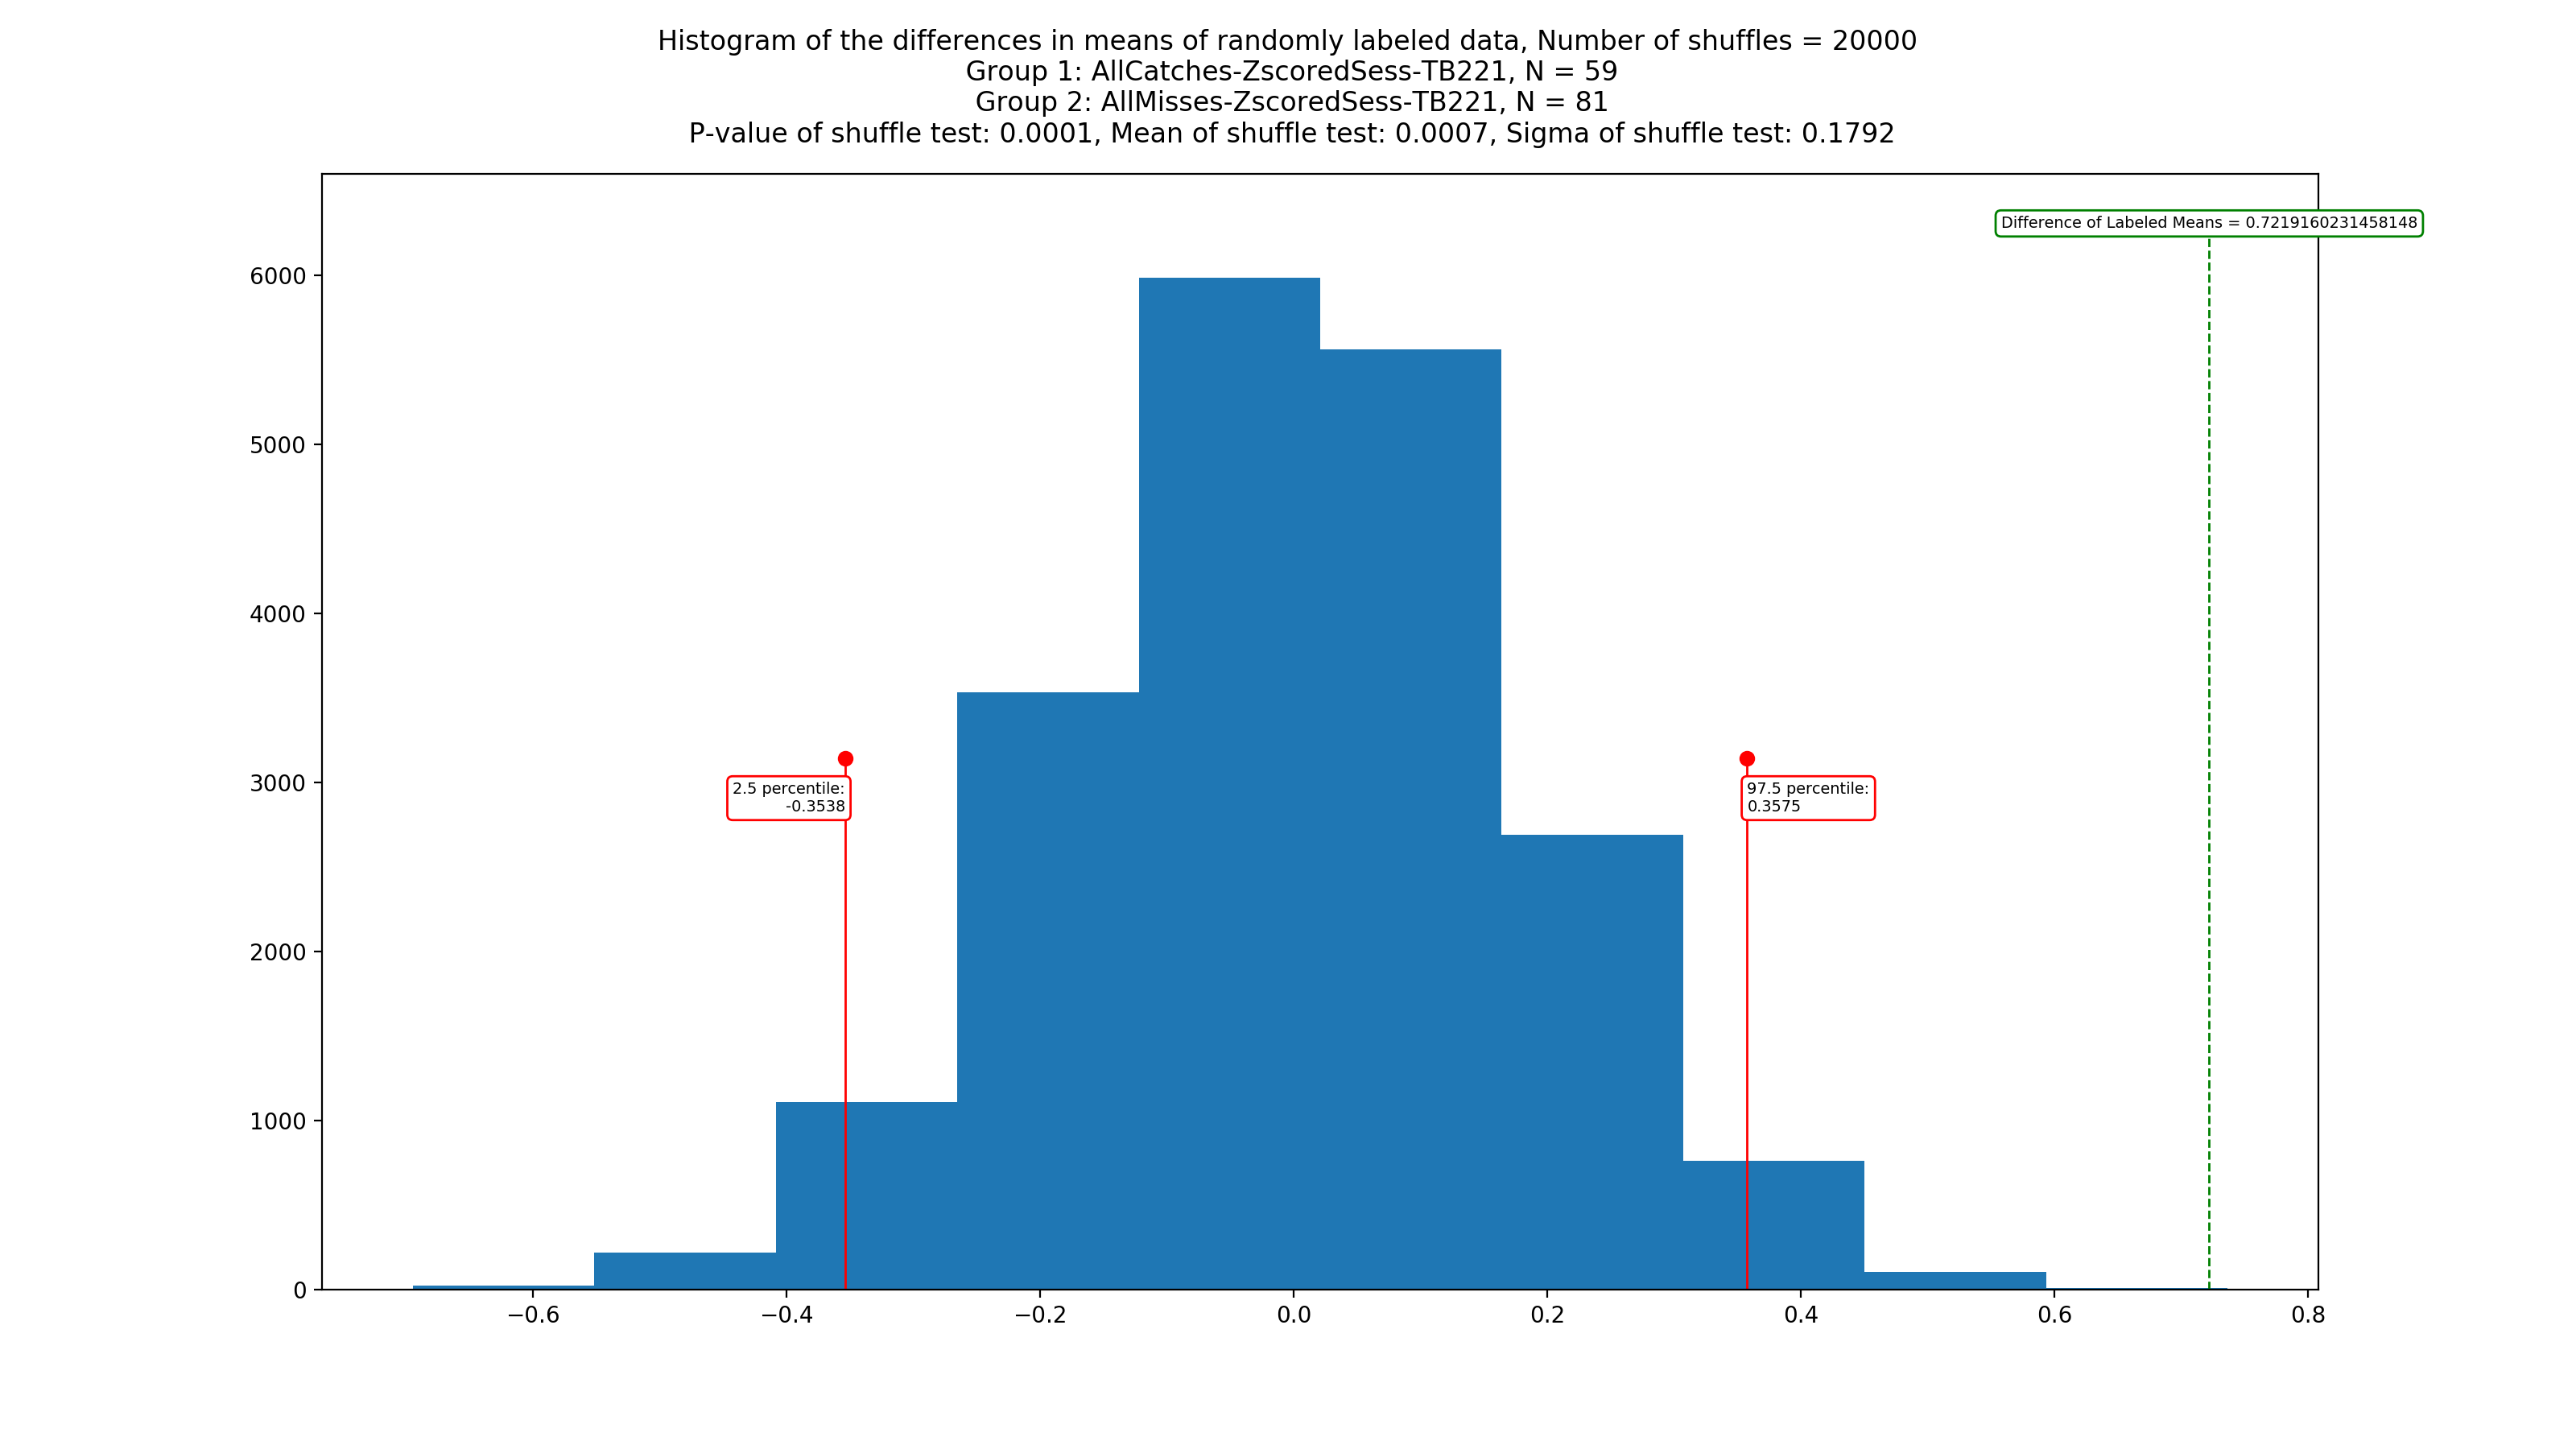 Histogram of the differences in means of randomly labeled data, Number of shuffles = 20000
Group 1: AllCatches-ZscoredSess-TB221, N = 59
Group 2: AllMisses-ZscoredSess-TB221, N = 81
P-value of shuffle test: 0.0001, Mean of shuffle test: 0.0007, Sigma of shuffle test: 0.1792
Difference of Labeled Means = 0.7219160231458148
6000
5000
4000
3000
2000
1000
0
2.5 percentile:
-0.3538
97.5 percentile:
0.3575
−0.6
−0.4
−0.2
0.0
0.2
0.4
0.6
0.8